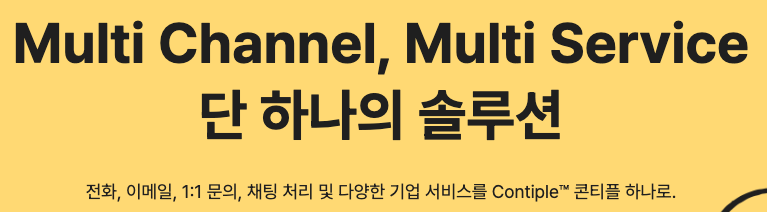 Multi Channel, Multi Service
단 하나의 솔루션
전화, 이메일, 1:1 문의, 채팅 처리 및 다양한 기업 서비스를 Contiple™ 콘티플 하나로.